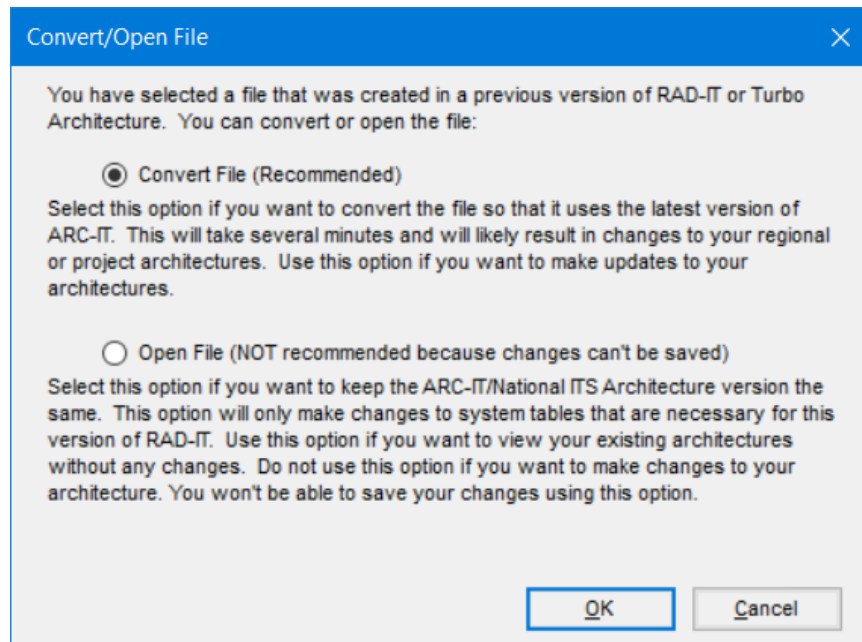 Convert/Open File
You have selected a file that was created in a previous version of RAD-IT or Turbo
Architecture.  You can convert or open the file:
Convert File (Recommended)
Select this option if you want to convert the file so that it uses the latest version of
ARC-IT.  This will take several minutes and will likely result in changes to your regional
or project architectures.  Use this option if you want to make updates to your
architectures.
Open File (NOT recommended because changes can't be saved)
Select this option if you want to keep the ARC-IT/National ITS Architecture version the
same.  This option will only make changes to system tables that are necessary for this
version of RAD-IT.  Use this option if you want to view your existing architectures
without any changes.  Do not use this option if you want to make changes to your
architecture. You won't be able to save your changes using this option.
OK
Cancel